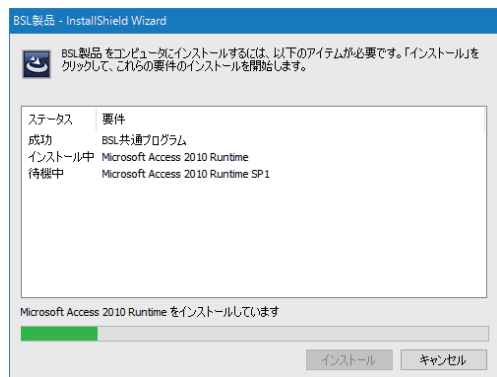 BSL製品 - InstallShield Wizard
BSL製品 をコンピュータにインストールするには、以下のアイテムが必要です。「インストール」を
クリックして、これらの要件のインストールを開始します。
ステータス 要件
成功 BSL共通プログラム
インストール中 Microsoft Access 2010 Runtime
待機中 Microsoft Access 2010 Runtime SP1
Microsoft Access 2010 Runtime をインストールしています
インストール キャンセル